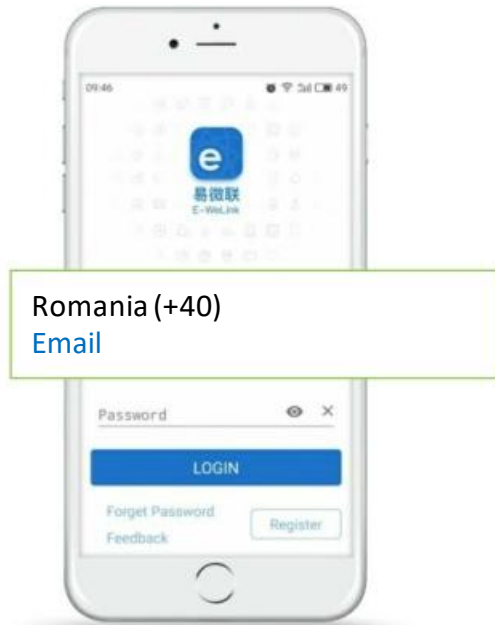 09:46
49
e
易微联
E-WeLink
Romania (+40)
Email
Password
LOGIN
Forget Password
Register
Feedback